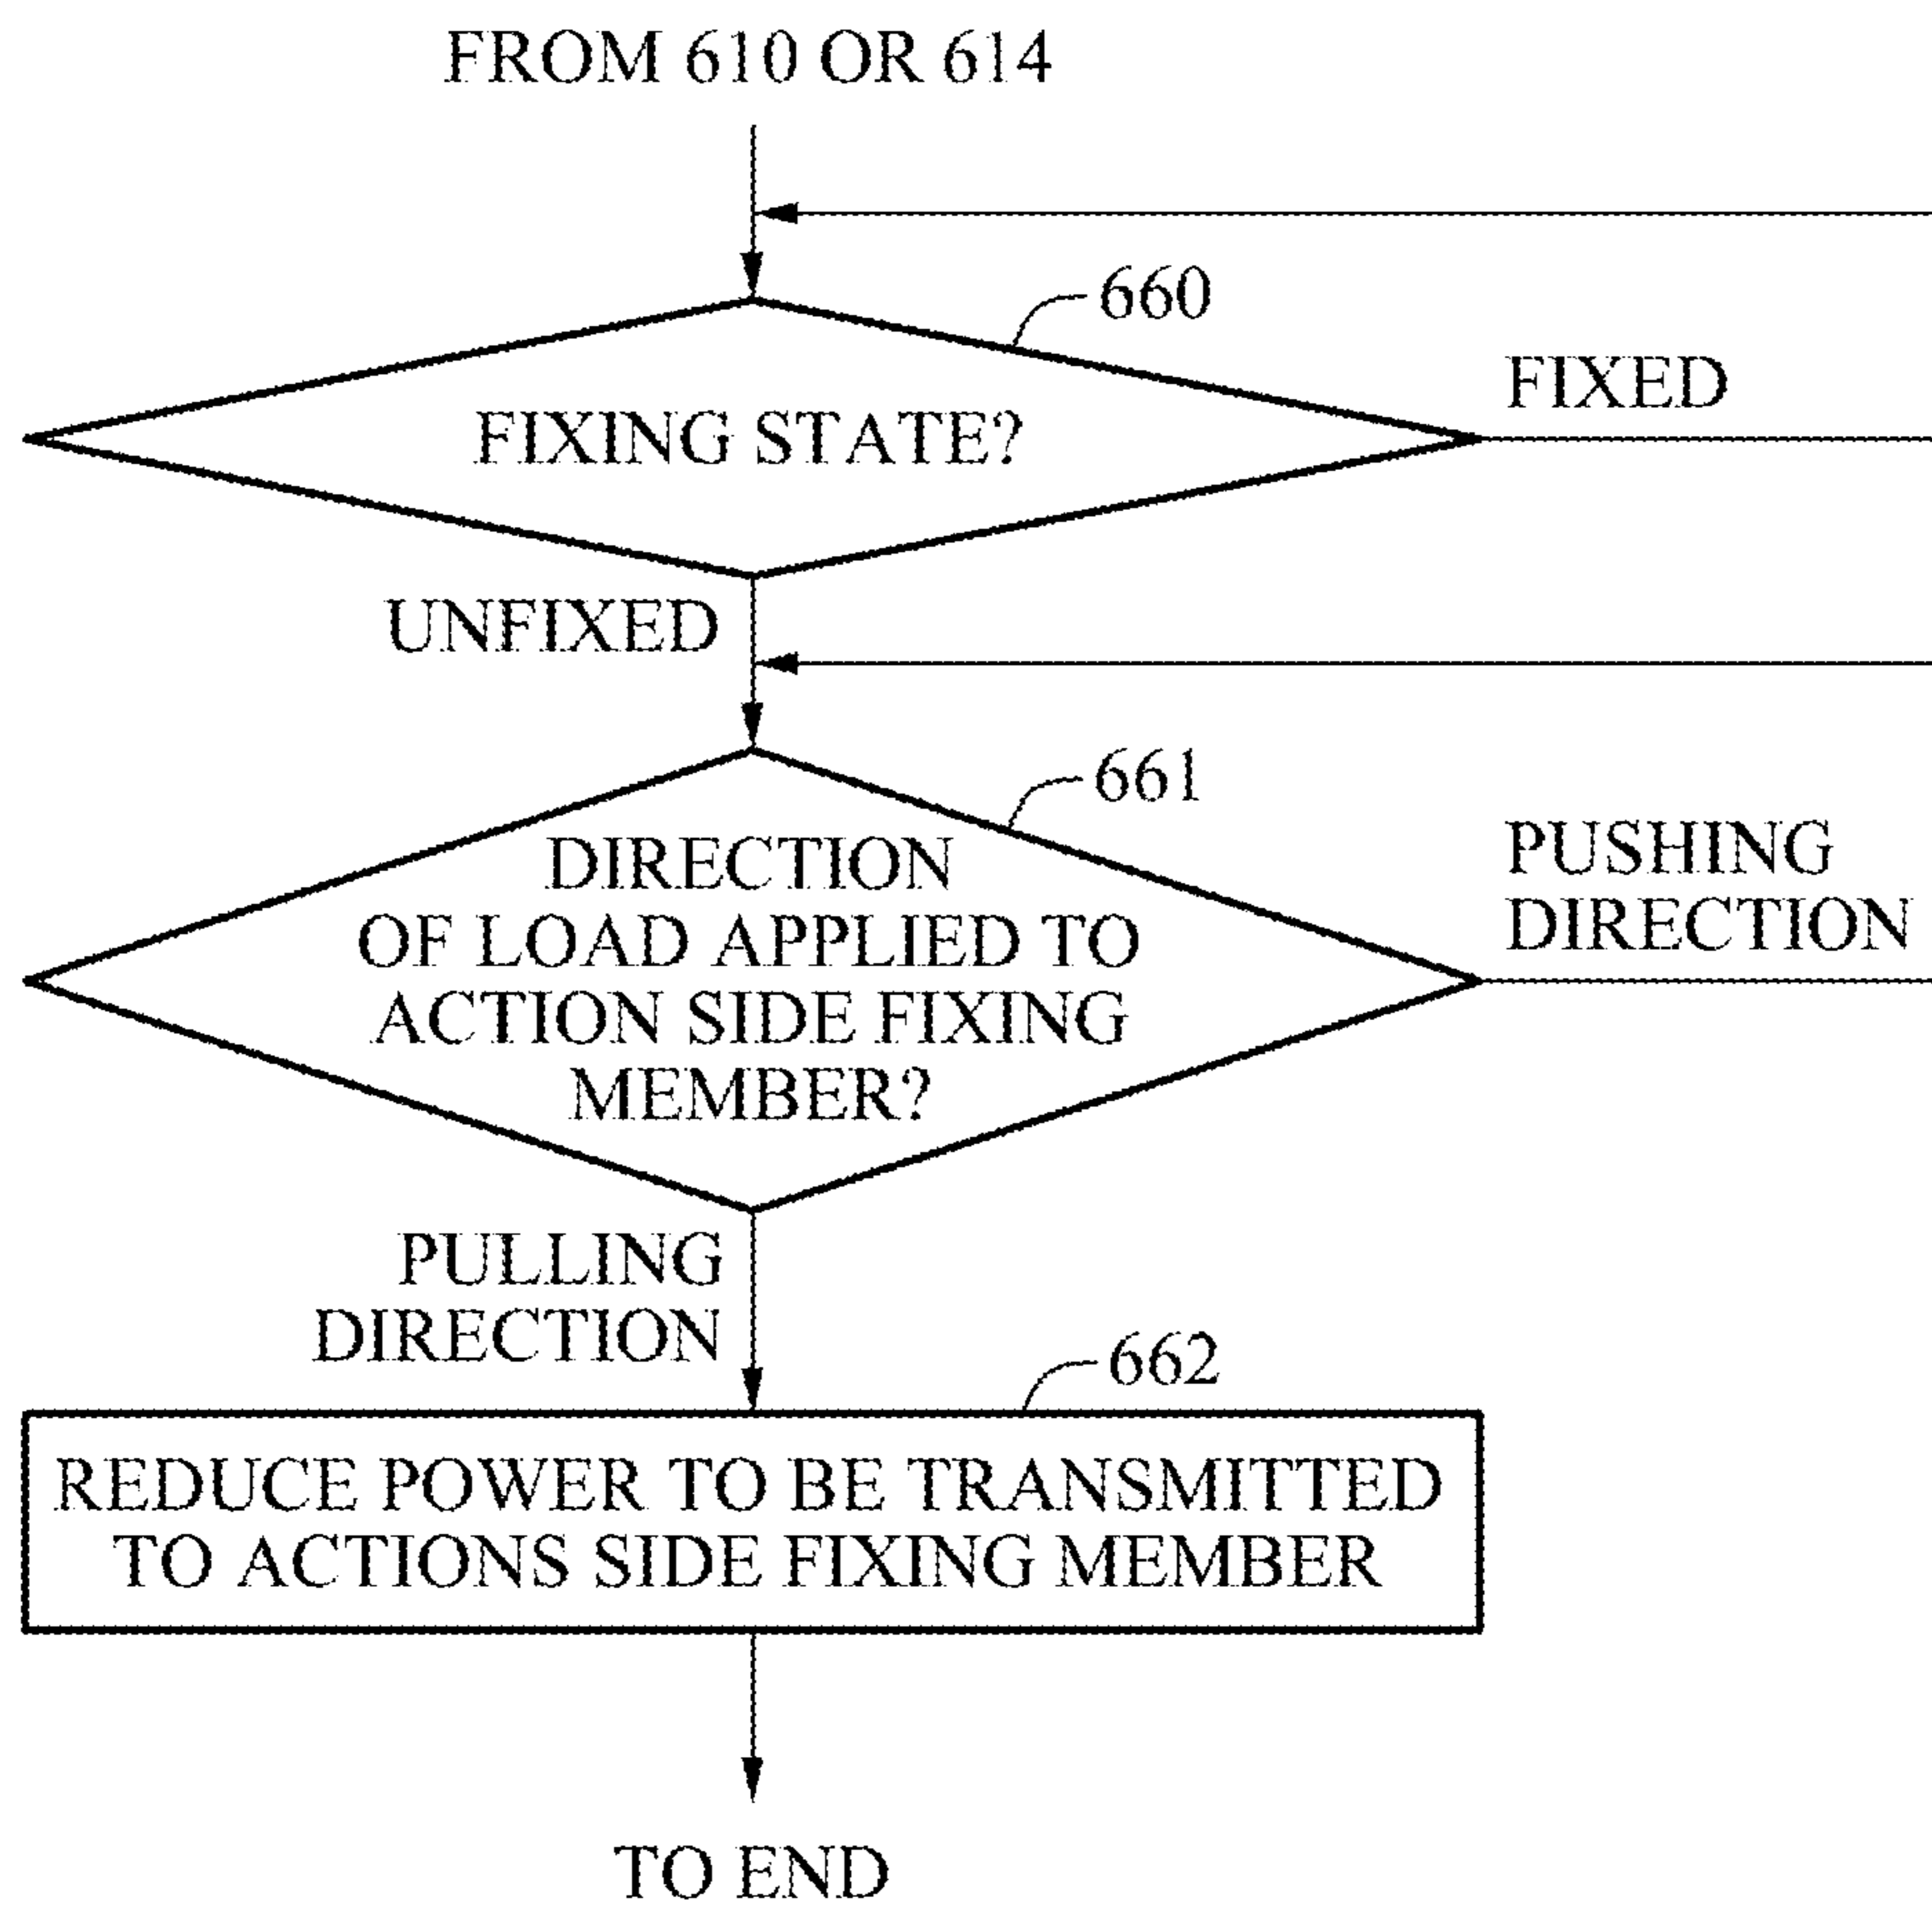 FROM 610 OR 614
660
FIXED
FIXING STATE?
UNFIXED
661
PUSHING
DIRECTION
DIRECTION
OF LOAD APPLIED TO
ACTION SIDE FIXING
MEMBER?
PULLING
DIRECTION
662
REDUCE POWER TO BE TRANSMITTED
TO ACTIONS SIDE FIXING MEMBER
TO END